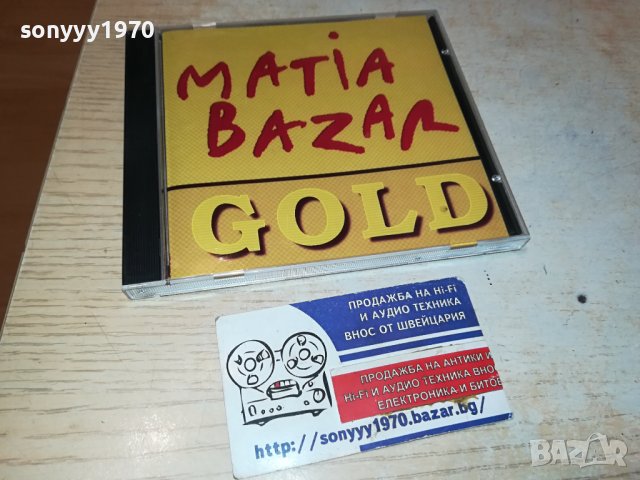 sonyyy1970
MATIA
BAZAR
GOLD
ПРОДАЖБА НА Hi-Fi
И АУДИО ТЕХНИКА
ВНОС ОТ ШВЕЙЦАРИЯ
ПРОДАЖБА НА АНТИКИ И
Hi-Fi И АУДИО ТЕХНИКА ВНО
ЕЛЕКТРОНИКА И БИТОВ
http://sonyyy1970.bazar.bg/
BAZAR